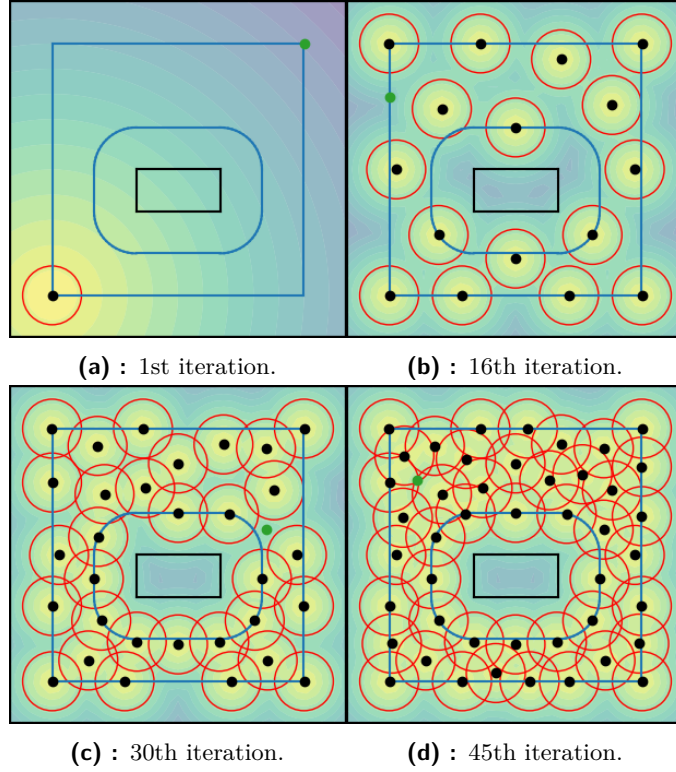 (a) : 1st iteration.
(b) : 16th iteration.
(c) : 30th iteration.
(d) : 45th iteration.